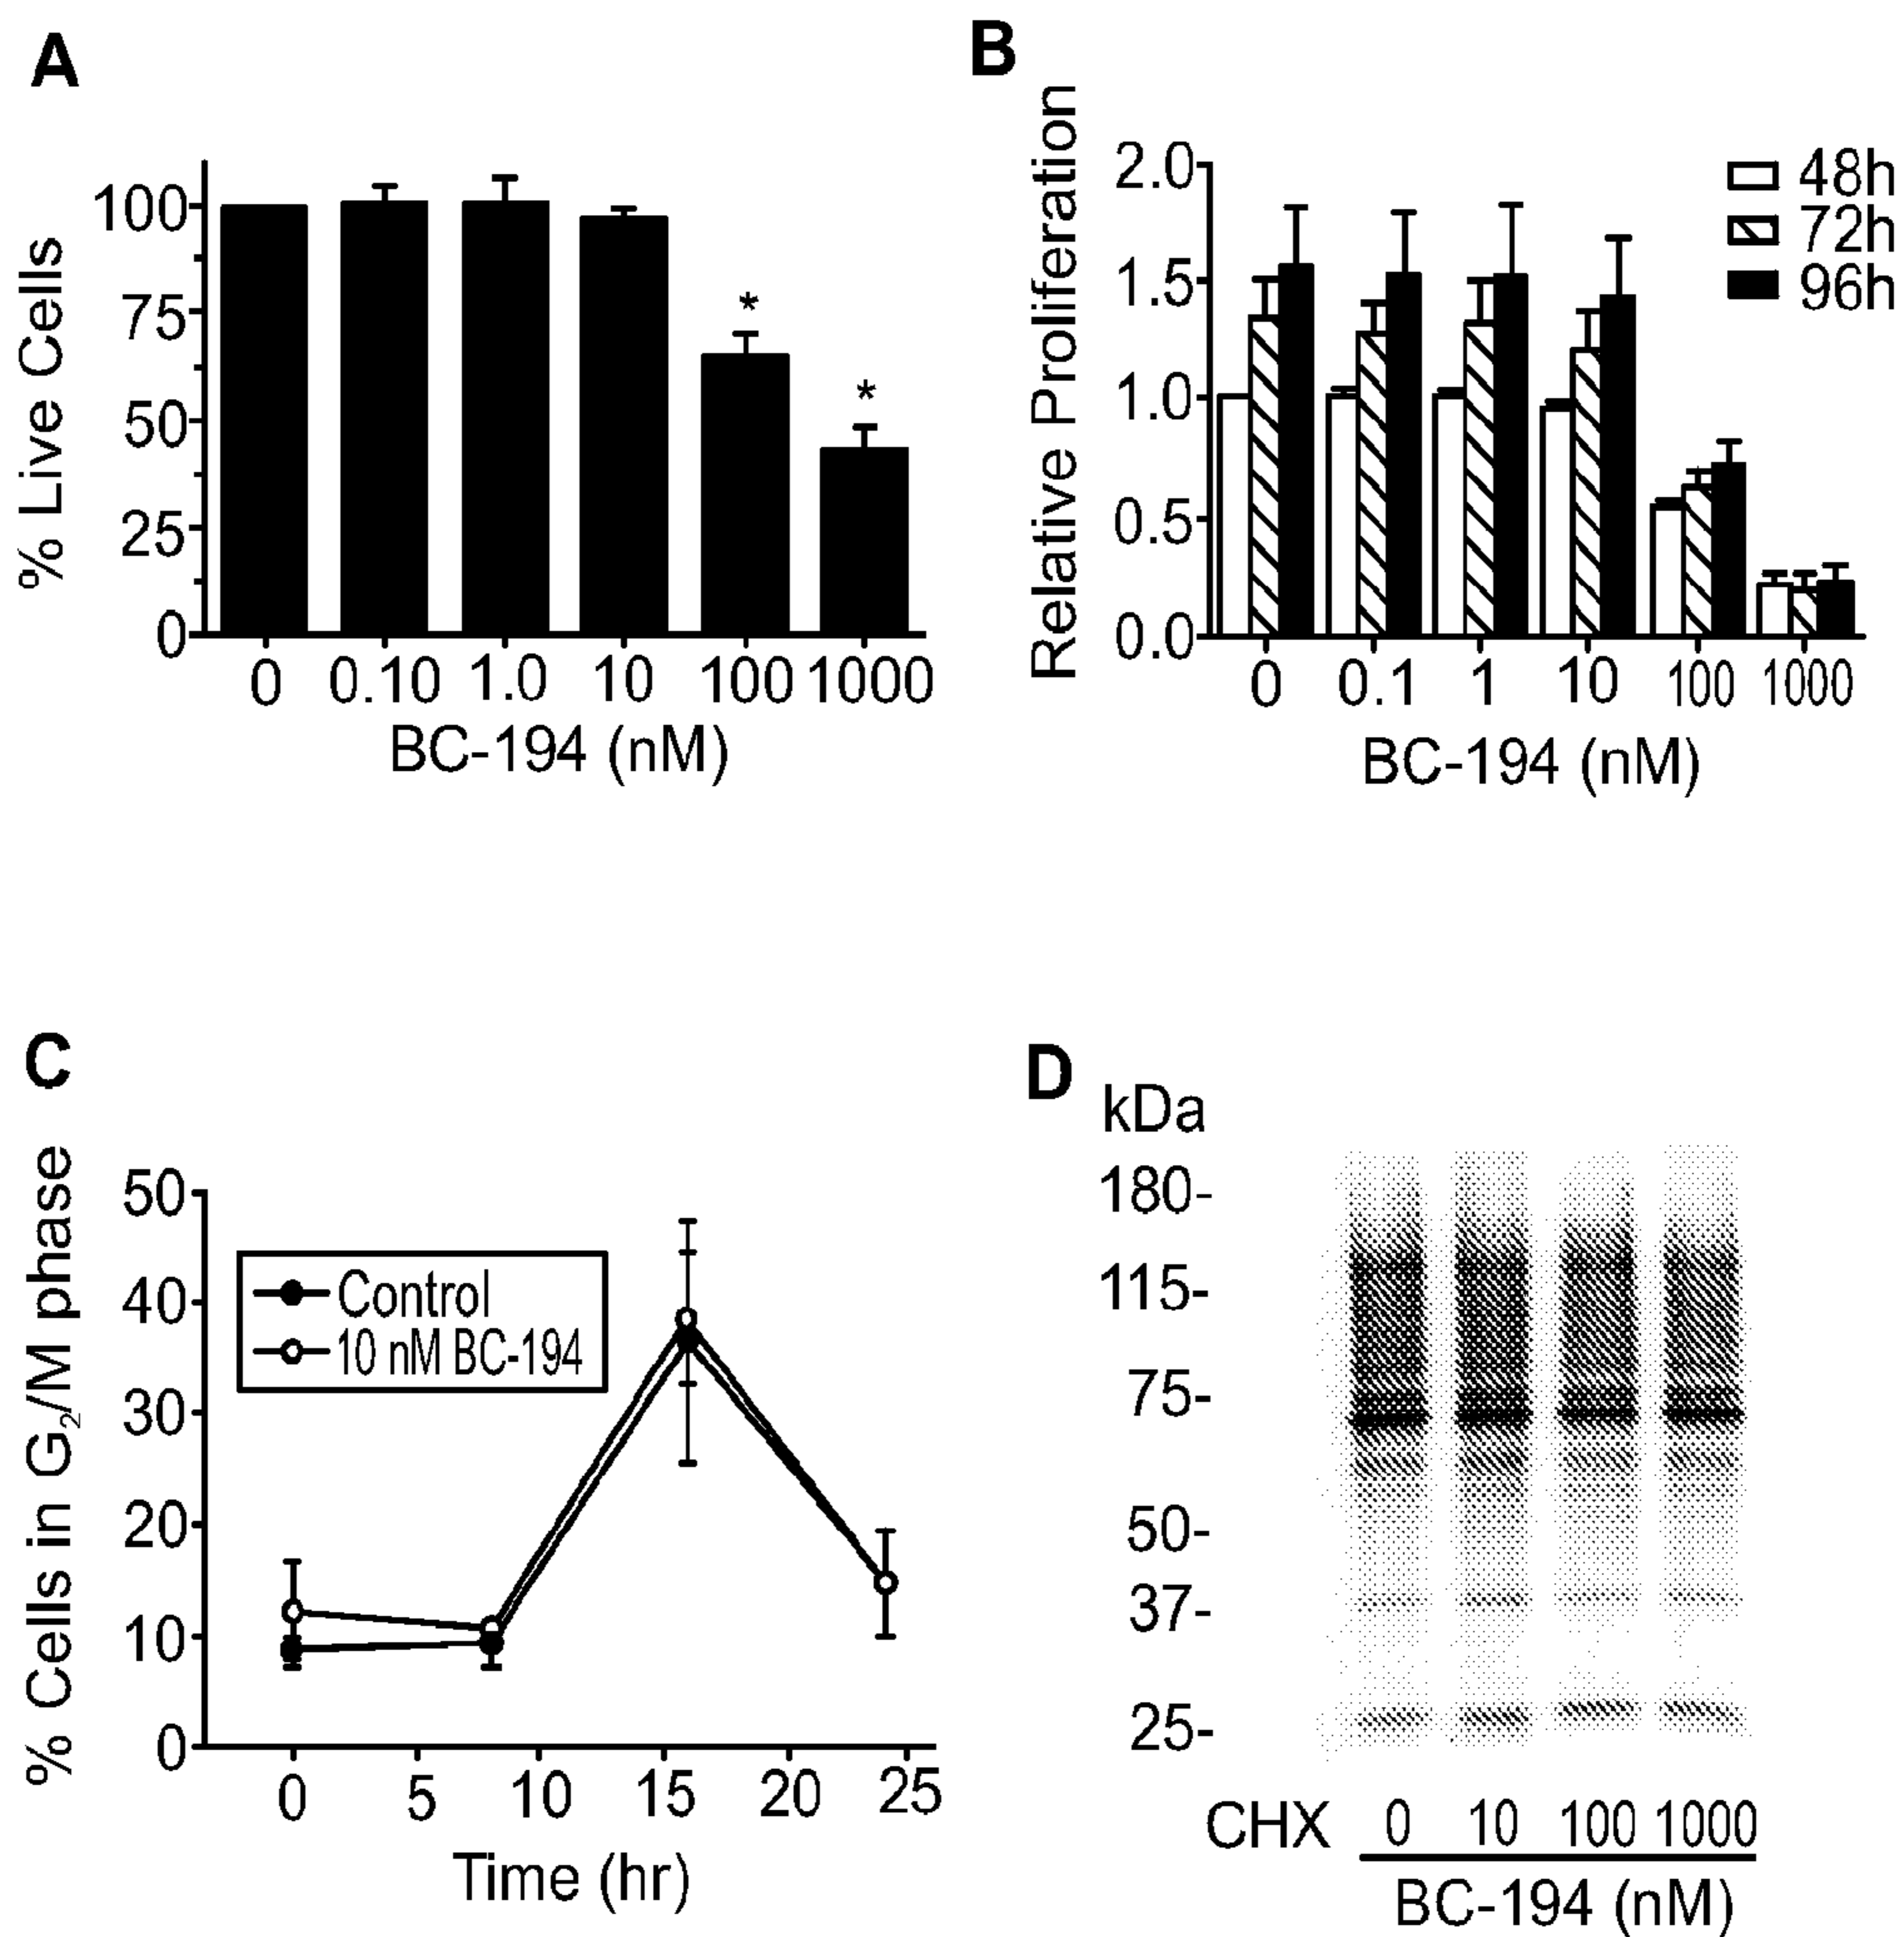 A
% Live Cells
100
75
50
25
0
*
*
0 0.10 1.0 10 100 1000
BC-194 (nM)
B
Relative Proliferation
2.0
1.5
1.0
0.5
0.0
48h
72h
96h
0 0.1 1 10 100 1000
BC-194 (nM)
C
% Cells in G₂/M phase
50
40
30
20
10
0
Control
10 nM BC-194
0 5 10 15 20 25
Time (hr)
D
kDa
180-
115-
75-
50-
37-
25-
CHX 0 10 100 1000
BC-194 (nM)